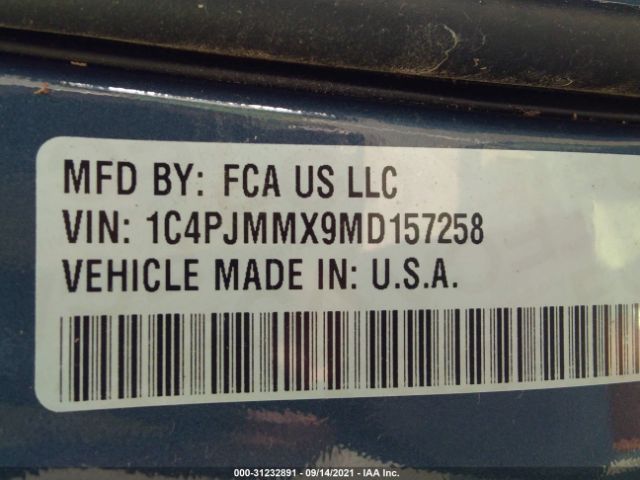 MFD BY: FCA US LLC
VIN: 1C4PJMMX9MD157258
VEHICLE MADE IN: U.S.A.
000-31232891 - 09/14/2021 - IAA Inc.